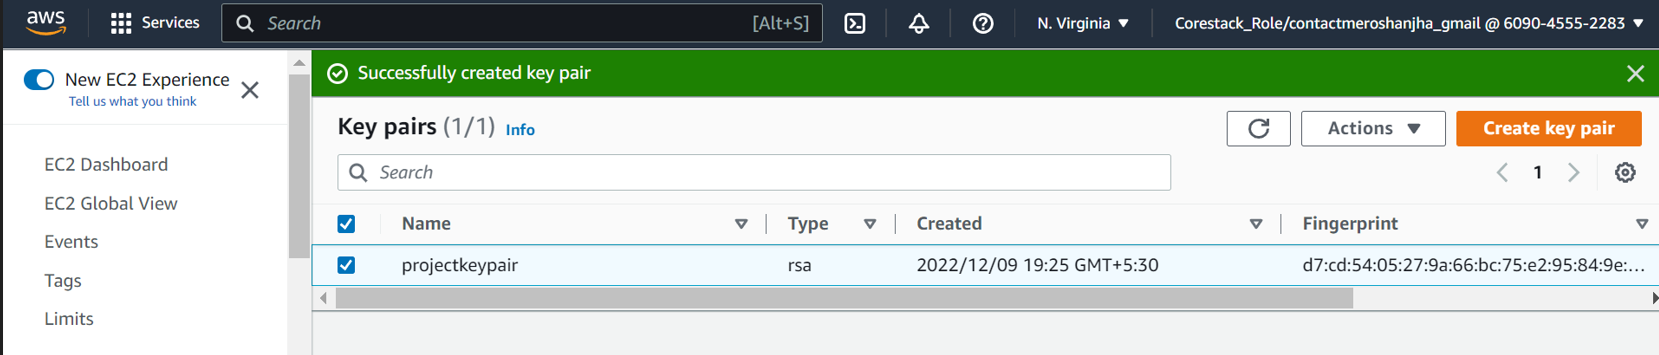 aws Services Search [Alt+S] N. Virginia Corestack_Role/contactmeroshanjha_gmail @ 6090-4555-2283
New EC2 Experience
Tell us what you think
EC2 Dashboard
EC2 Global View
Events
Tags
Limits
Successfully created key pair
Key pairs (1/1) Info Actions Create key pair
Search 1
Name Type Created Fingerprint
projectkeypair rsa 2022/12/09 19:25 GMT+5:30 d7:cd:54:05:27:9a:66:bc:75:e2:95:84:9e:...